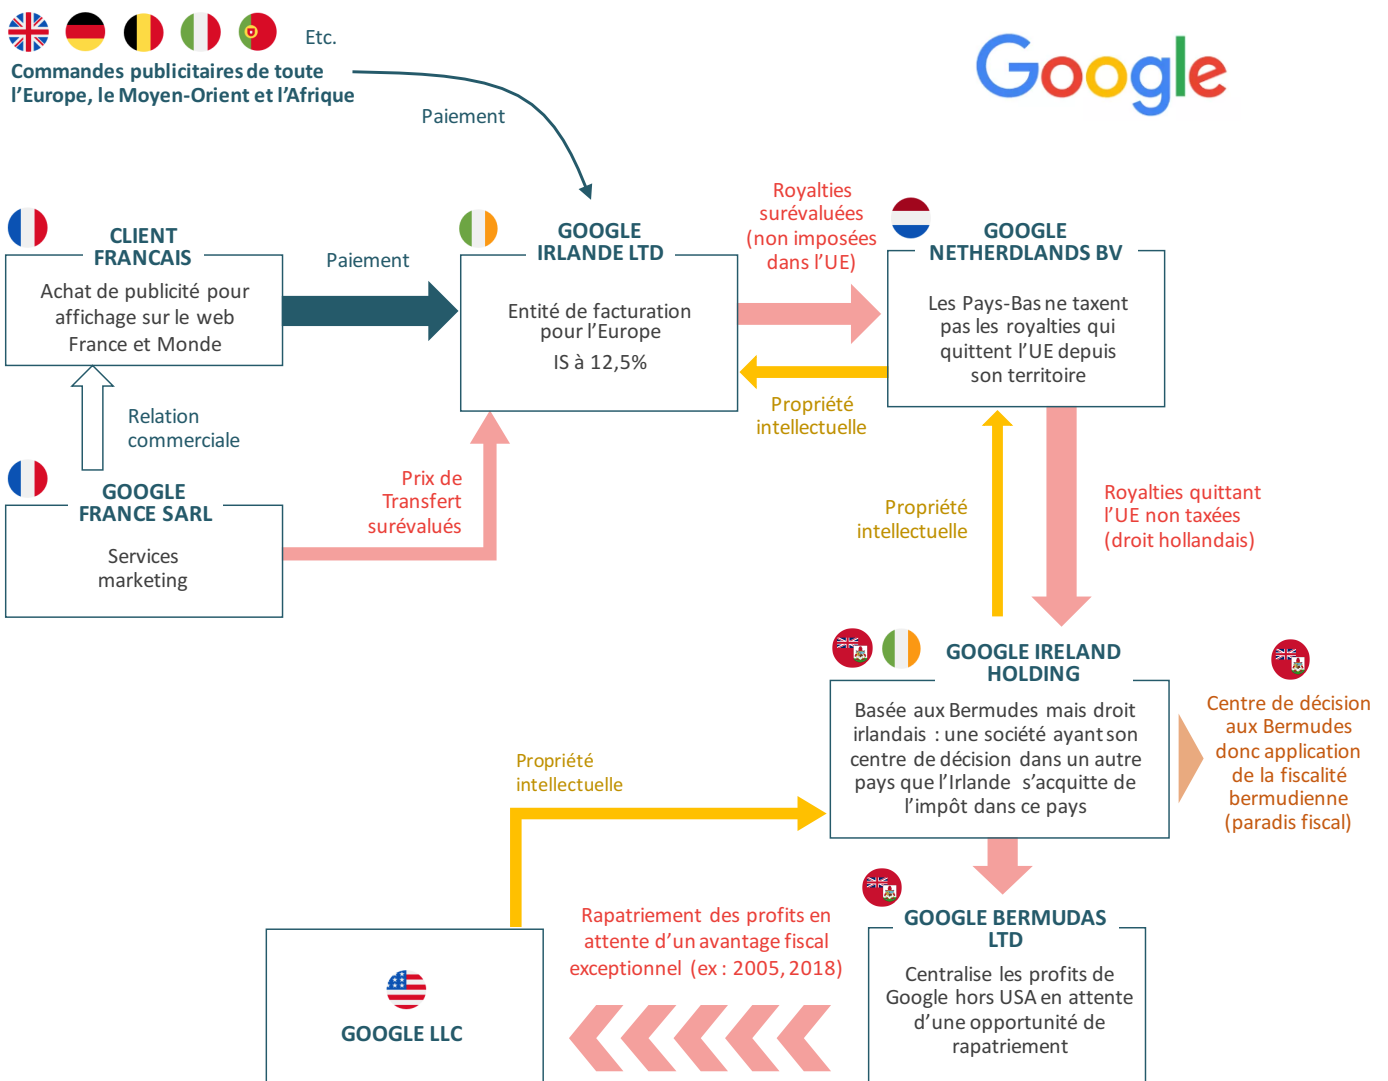 Etc.
Commandes publicitaires de toute
l’Europe, le Moyen-Orient et l’Afrique
Google
Paiement
CLIENT
FRANCAIS
Achat de publicité pour
affichage sur le web
France et Monde
Paiement
GOOGLE
IRLANDE LTD
Entité de facturation
pour l’Europe
IS à 12,5%
Royalties
surévaluées
(non imposées
dans l’UE)
GOOGLE
NETHERDLANDS BV
Les Pays-Bas ne taxent
pas les royalties qui
quittent l’UE depuis
son territoire
Propriété
intellectuelle
Relation
commerciale
GOOGLE
FRANCE SARL
Services
marketing
Prix de
Transfert
surévalués
Propriété
intellectuelle
Royalties quittant
l’UE non taxées
(droit hollandais)
GOOGLE IRELAND
HOLDING
Basée aux Bermudes mais droit
irlandais : une société ayant son
centre de décision dans un autre
pays que l’Irlande s’acquitte de
l’impôt dans ce pays
Centre de décision
aux Bermudes
donc application
de la fiscalité
bermudienne
(paradis fiscal)
Propriété
intellectuelle
GOOGLE LLC
Rapatriement des profits en
attente d’un avantage fiscal
exceptionnel (ex : 2005, 2018)
GOOGLE BERMUDAS
LTD
Centralise les profits de
Google hors USA en attente
d’une opportunité de
rapatriement